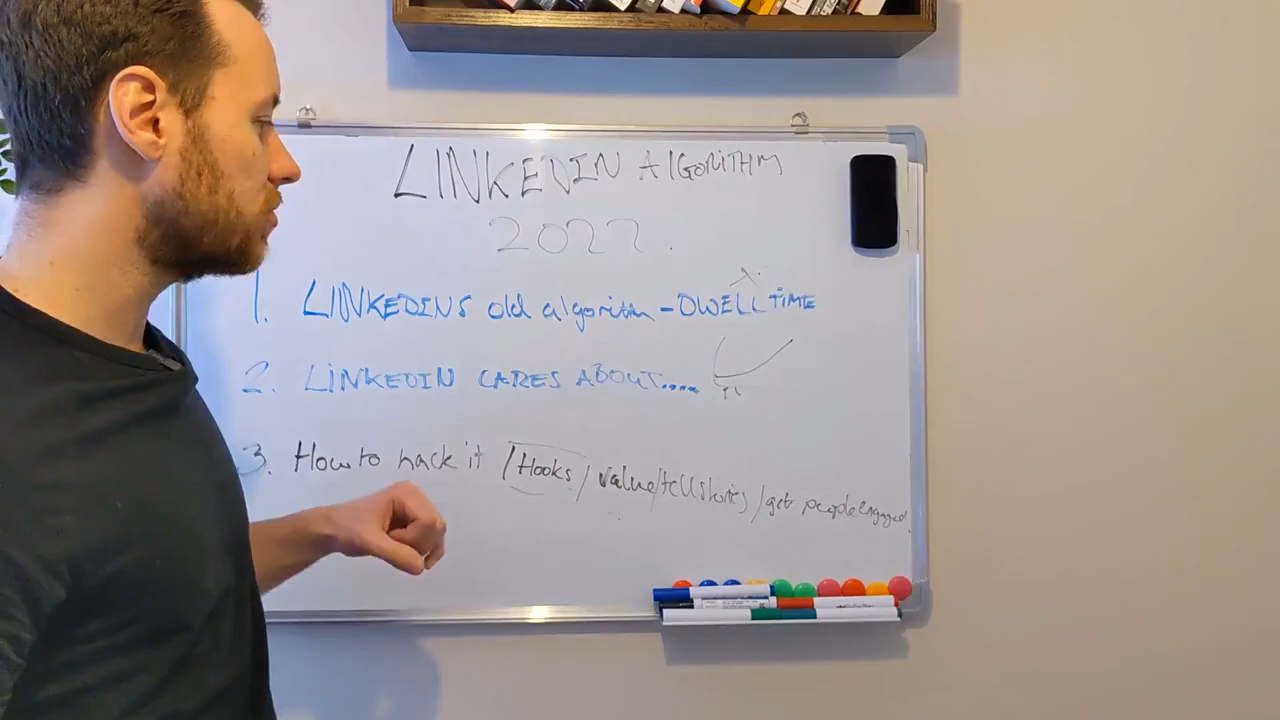 LINKEDIN ALGORITHM
2022.
1. LINKEDINS old algorithm - DWELL TIME
2. LINKEDIN CARES ABOUT....
3. How to hack it / Hooks / value/tell stories / get people engaged.